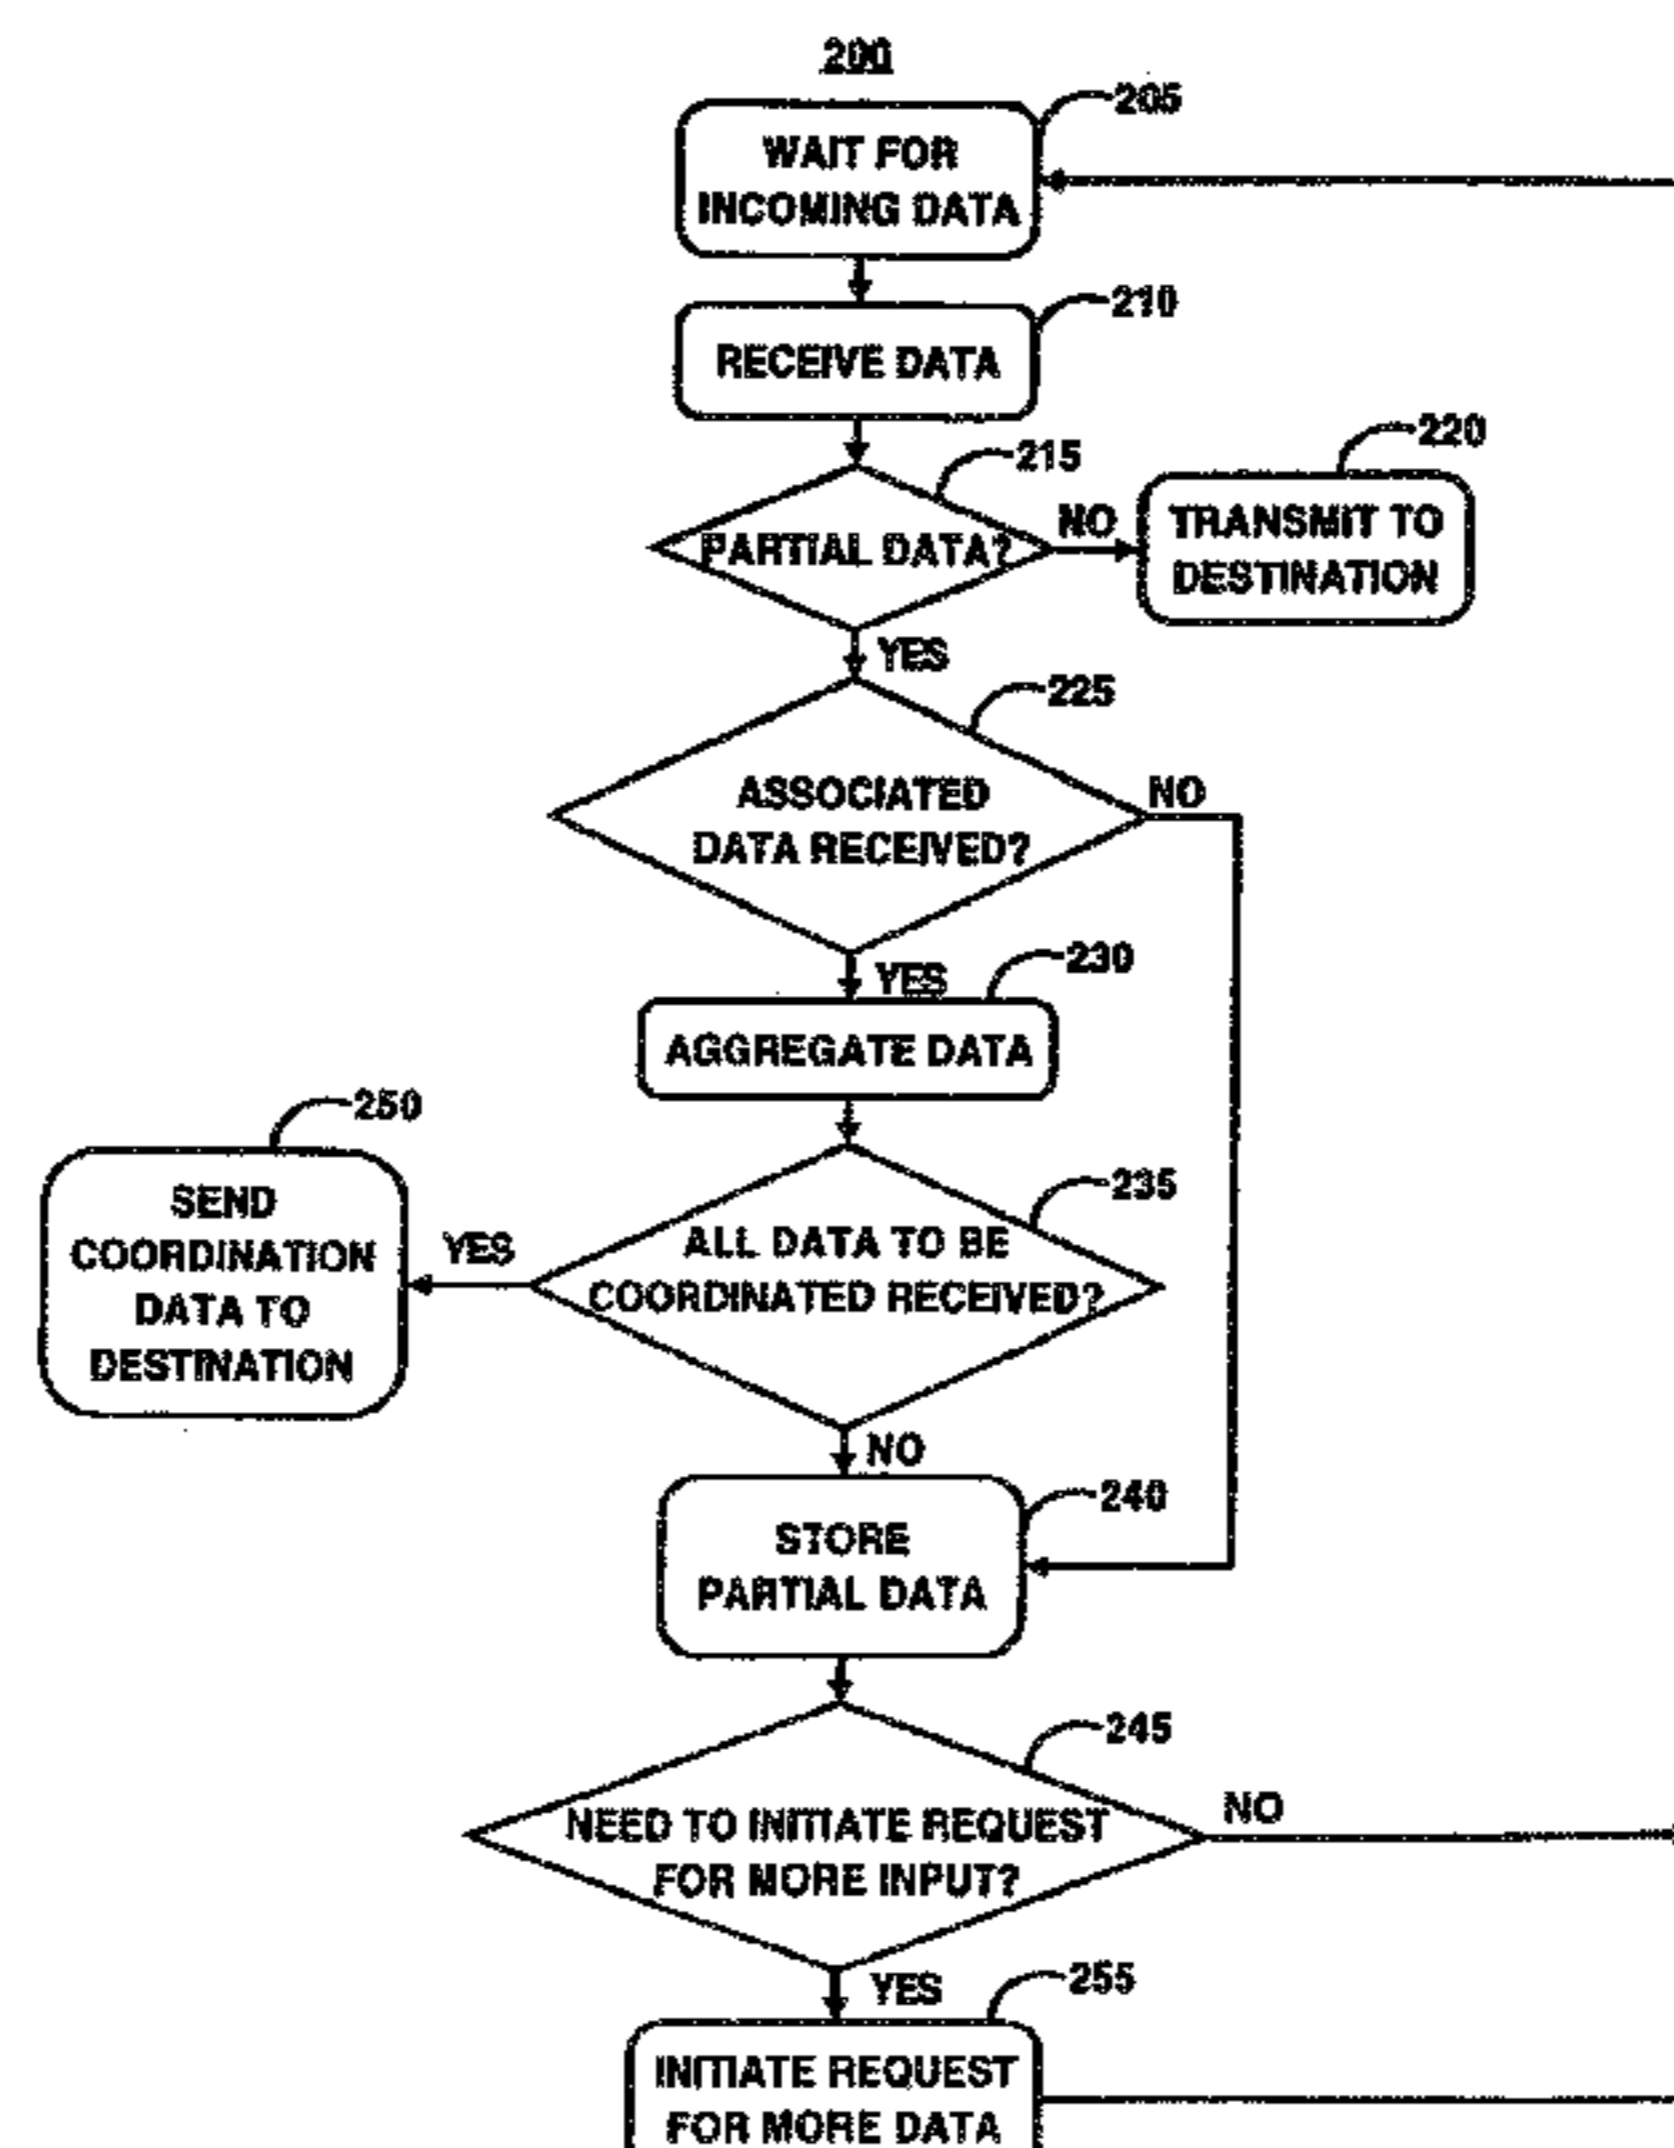 200
205
WAIT FOR
INCOMING DATA
210
RECEIVE DATA
215
PARTIAL DATA?
NO
220
TRANSMIT TO
DESTINATION
YES
225
ASSOCIATED
DATA RECEIVED?
NO
YES
230
AGGREGATE DATA
235
ALL DATA TO BE
COORDINATED RECEIVED?
YES
250
SEND
COORDINATION
DATA TO
DESTINATION
NO
240
STORE
PARTIAL DATA
245
NEED TO INITIATE REQUEST
FOR MORE INPUT?
NO
YES
255
INITIATE REQUEST
FOR MORE DATA